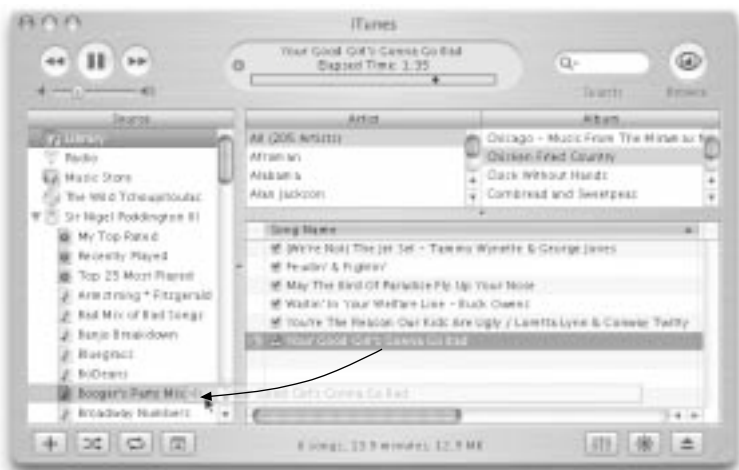 iTunes
Your Good Girl's Gonna Go Bad
Elapsed Time: 1:35
Search
Browse
Source
Library
Radio
Music Store
The Wild Tchoupitoulas
Sir Nigel Poddington III
My Top Rated
Recently Played
Top 25 Most Played
Armstrong * Fitzgerald
Bad Mix of Bad Songs
Banjo Breakdown
Bluegrass
BoDeans
Booger's Party Mix
Broadway Numbers
Artist
All (205 Artists)
Afroman
Alabama
Alan Jackson
Album
Chicago - Music From The Miramax
Chicken Fried Country
Clock Without Hands
Cornbread and Sweetpeas
Song Name
(We're Not) The Jet Set - Tammy Wynette & George Jones
Feudin' & Fightin'
May The Bird Of Paradise Fly Up Your Nose
Waitin' In Your Welfare Line - Buck Owens
You're The Reason Our Kids Are Ugly / Loretta Lynn & Conway Twitty
Your Good Girl's Gonna Go Bad
Good Girl's Gonna Go Bad
6 songs, 13.9 minutes, 12.9 MB